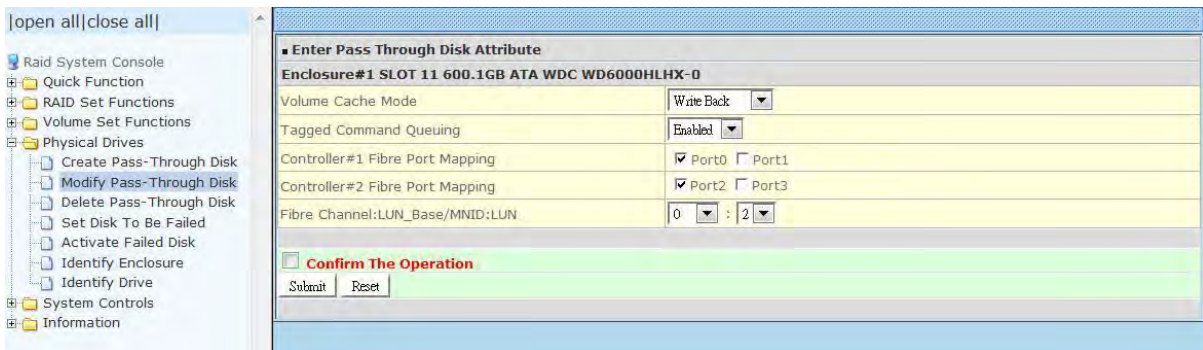 |open all|close all|
Raid System Console
Quick Function
RAID Set Functions
Volume Set Functions
Physical Drives
Create Pass-Through Disk
Modify Pass-Through Disk
Delete Pass-Through Disk
Set Disk To Be Failed
Activate Failed Disk
Identify Enclosure
Identify Drive
System Controls
Information
Enter Pass Through Disk Attribute
Enclosure#1 SLOT 11 600.1GB ATA WDC WD6000HLHX-0
Volume Cache Mode Write Back
Tagged Command Queuing Enabled
Controller#1 Fibre Port Mapping Port0 Port1
Controller#2 Fibre Port Mapping Port2 Port3
Fibre Channel:LUN_Base/MNID:LUN 0 : 2
Confirm The Operation
Submit Reset